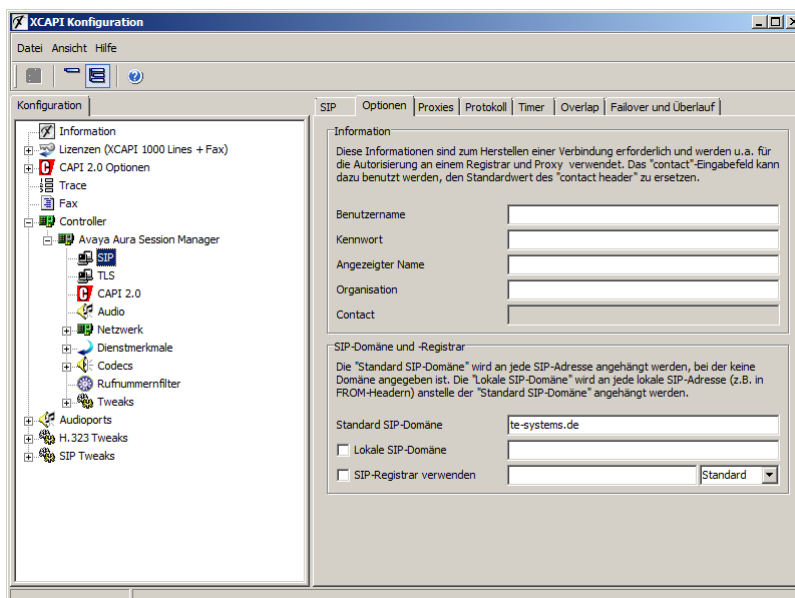 XCAPI Konfiguration
Datei Ansicht Hilfe
Konfiguration
Information
Lizenzen (XCAPI 1000 Lines + Fax)
CAPI 2.0 Optionen
Trace
Fax
Controller
Avaya Aura Session Manager
SIP
TLS
CAPI 2.0
Audio
Netzwerk
Dienstmerkmale
Codecs
Rufnummernfilter
Tweaks
Audioports
H.323 Tweaks
SIP Tweaks
SIP Optionen Proxies Protokoll Timer Overlap Failover und Überlauf
Information
Diese Informationen sind zum Herstellen einer Verbindung erforderlich und werden u.a. für
die Autorisierung an einem Registrar und Proxy verwendet. Das "contact"-Eingabefeld kann
dazu benutzt werden, den Standardwert des "contact header" zu ersetzen.
Benutzername
Kennwort
Angezeigter Name
Organisation
Contact
SIP-Domäne und -Registrar
Die "Standard SIP-Domäne" wird an jede SIP-Adresse angehängt werden, bei der keine
Domäne angegeben ist. Die "Lokale SIP-Domäne" wird an jede lokale SIP-Adresse (z.B. in
FROM-Headern) anstelle der "Standard SIP-Domäne" angehängt werden.
Standard SIP-Domäne te-systems.de
Lokale SIP-Domäne
SIP-Registrar verwenden Standard